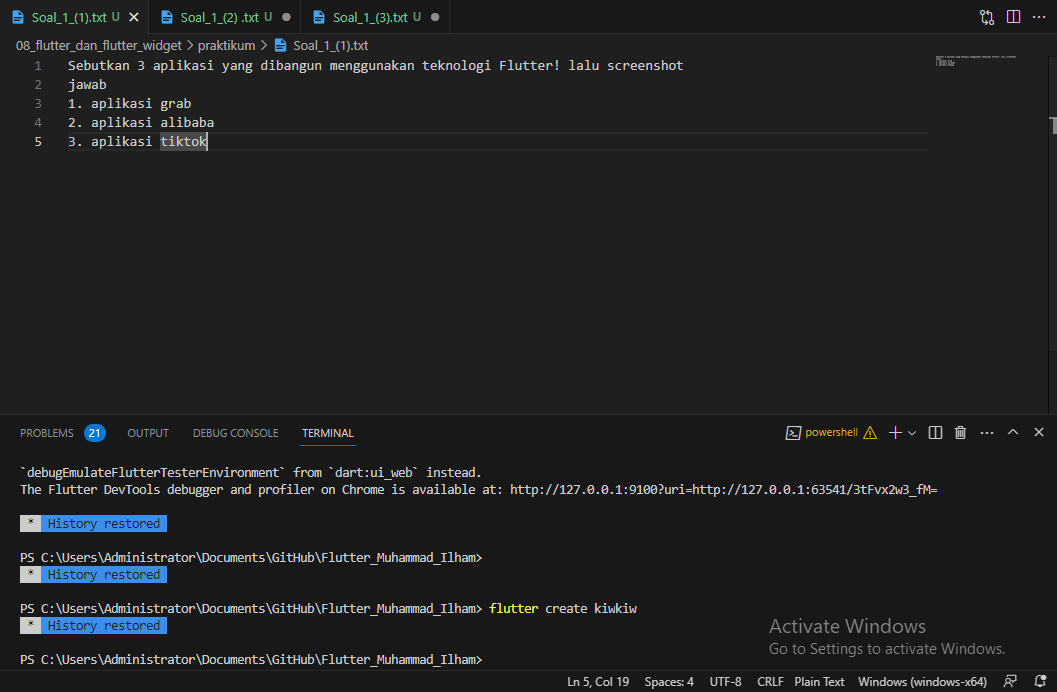 Soal_1_(1).txt U
Soal_1_(2) .txt U
Soal_1_(3).txt U
08_flutter_dan_flutter_widget > praktikum > Soal_1_(1).txt
1 Sebutkan 3 aplikasi yang dibangun menggunakan teknologi Flutter! lalu screenshot
2 jawab
3 1. aplikasi grab
4 2. aplikasi alibaba
5 3. aplikasi tiktok
PROBLEMS 21 OUTPUT DEBUG CONSOLE TERMINAL powershell
`debugEmulateFlutterTesterEnvironment` from `dart:ui_web` instead.
The Flutter DevTools debugger and profiler on Chrome is available at: http://127.0.0.1:9100?uri=http://127.0.0.1:63541/3tFvx2w3_fM=
* History restored
PS C:\Users\Administrator\Documents\GitHub\Flutter_Muhammad_Ilham>
* History restored
PS C:\Users\Administrator\Documents\GitHub\Flutter_Muhammad_Ilham> flutter create kiwkiw
* History restored
PS C:\Users\Administrator\Documents\GitHub\Flutter_Muhammad_Ilham>
Activate Windows
Go to Settings to activate Windows.
Ln 5, Col 19 Spaces: 4 UTF-8 CRLF Plain Text Windows (windows-x64)